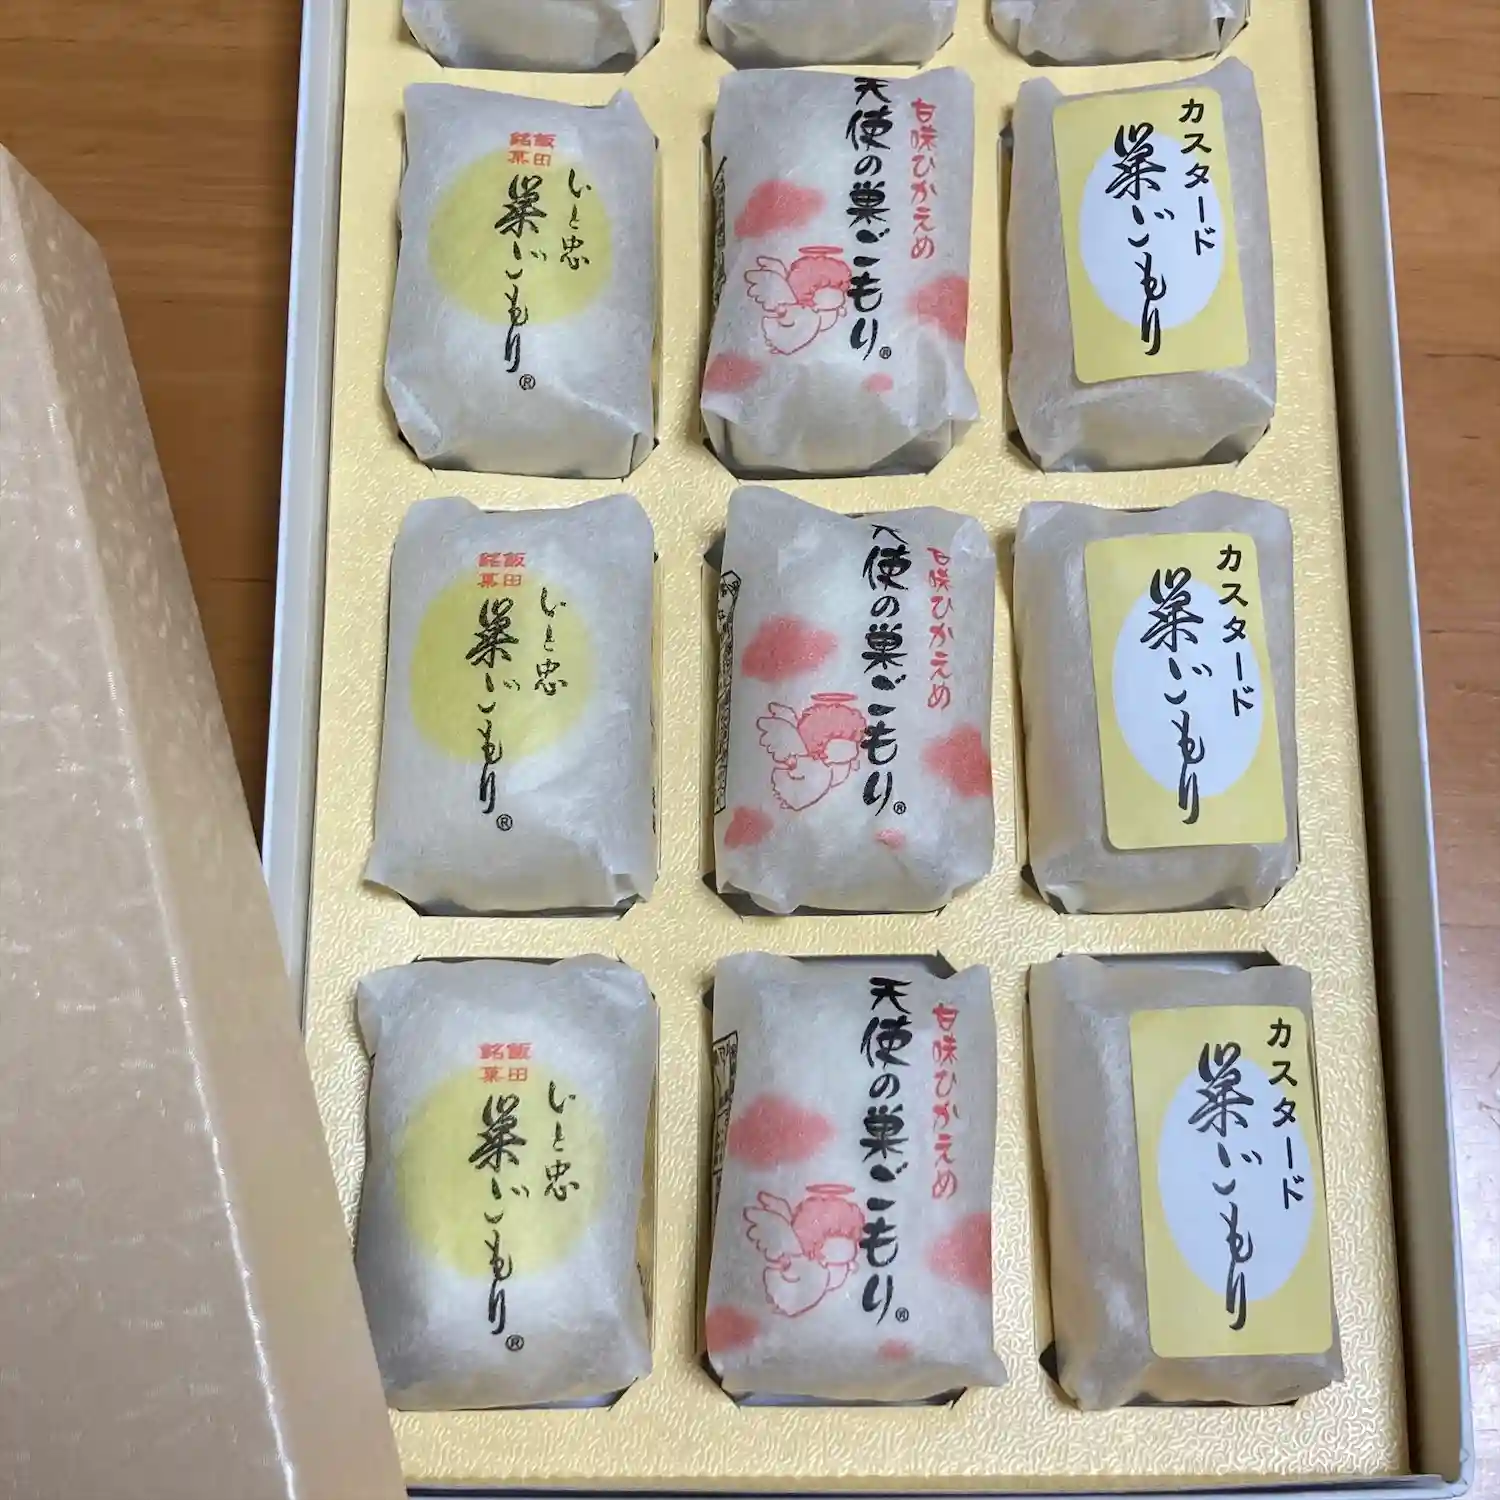 飯田
銘菓
いと忠
巣ごもり®
甘味ひかえめ
天使の巣ごもり®
カスタード
巣ごもり
飯田
銘菓
いと忠
巣ごもり®
甘味ひかえめ
天使の巣ごもり®
カスタード
巣ごもり
飯田
銘菓
いと忠
巣ごもり®
甘味ひかえめ
天使の巣ごもり®
カスタード
巣ごもり